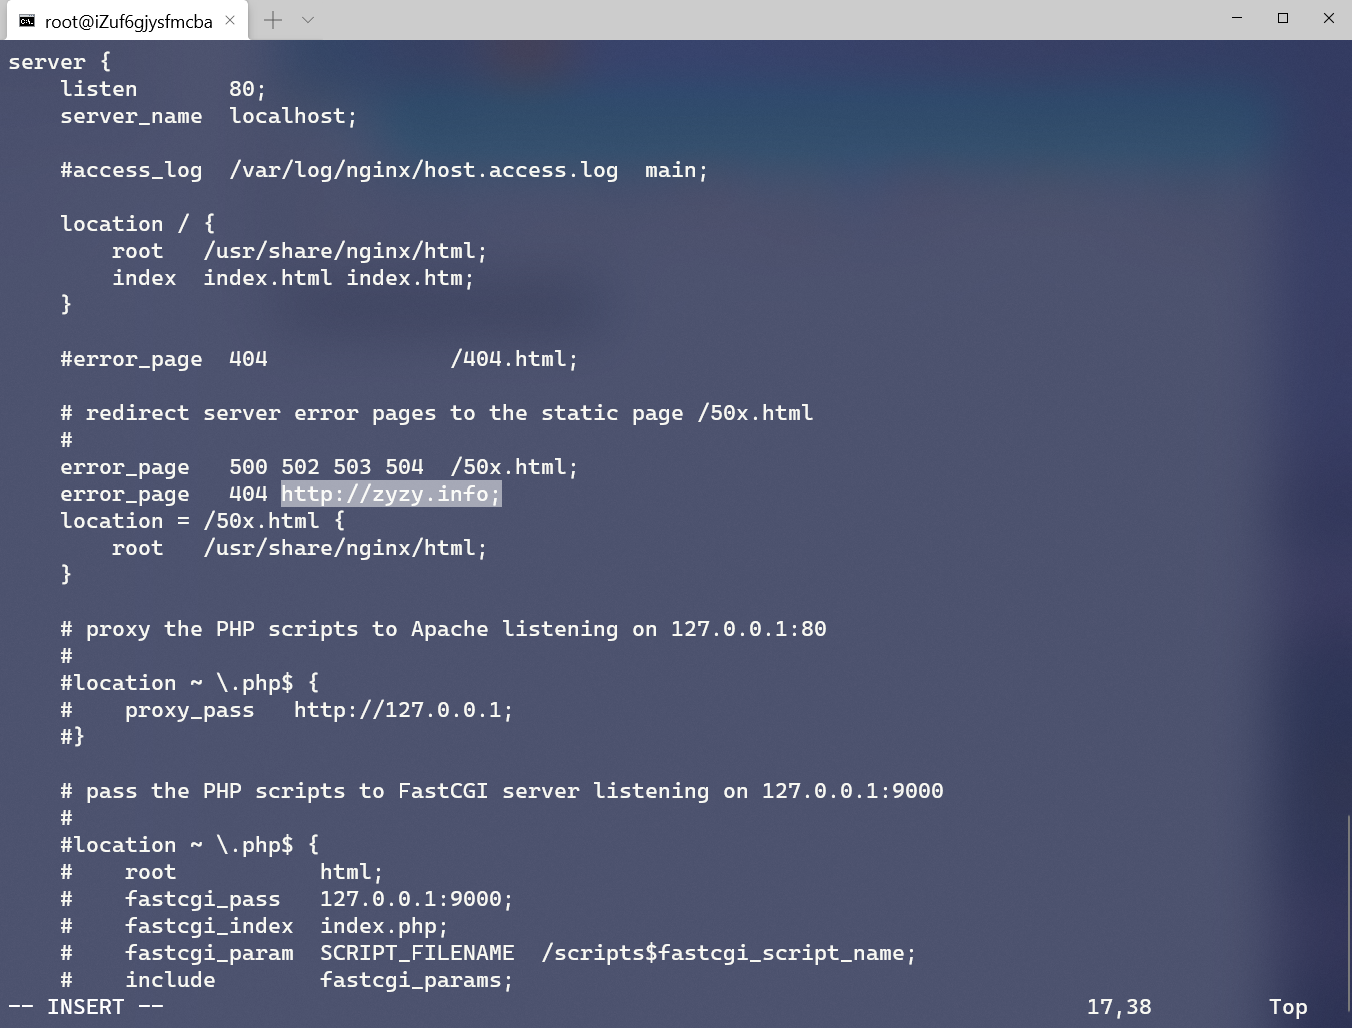 root@iZuf6gjysfmcba
server {
    listen       80;
    server_name  localhost;

    #access_log  /var/log/nginx/host.access.log  main;

    location / {
        root   /usr/share/nginx/html;
        index  index.html index.htm;
    }

    #error_page  404              /404.html;

    # redirect server error pages to the static page /50x.html
    #
    error_page   500 502 503 504  /50x.html;
    error_page   404 http://zyzy.info;
    location = /50x.html {
        root   /usr/share/nginx/html;
    }

    # proxy the PHP scripts to Apache listening on 127.0.0.1:80
    #
    #location ~ \.php$ {
    #    proxy_pass   http://127.0.0.1;
    #}

    # pass the PHP scripts to FastCGI server listening on 127.0.0.1:9000
    #
    #location ~ \.php$ {
    #    root           html;
    #    fastcgi_pass   127.0.0.1:9000;
    #    fastcgi_index  index.php;
    #    fastcgi_param  SCRIPT_FILENAME  /scripts$fastcgi_script_name;
    #    include        fastcgi_params;
-- INSERT --                                                                       17,38         Top